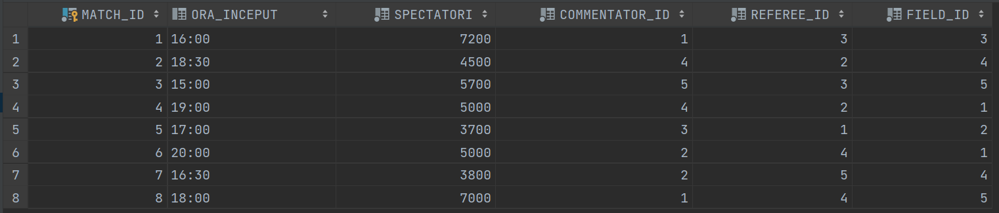 MATCH_ID ORA_INCEPUT SPECTATORI COMMENTATOR_ID REFEREE_ID FIELD_ID
1 1 16:00 7200 1 3 3
2 2 18:30 4500 4 2 4
3 3 15:00 5700 5 3 5
4 4 19:00 5000 4 2 1
5 5 17:00 3700 3 1 2
6 6 20:00 5000 2 4 1
7 7 16:30 3800 2 5 4
8 8 18:00 7000 1 4 5